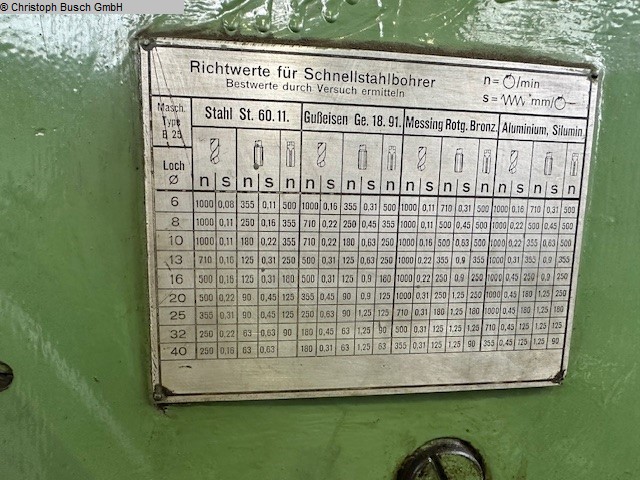 © Christoph Busch GmbH
Richtwerte für Schnellstahlbohrer n=/min
Bestwerte durch Versuch ermitteln s= mm/
Masch. Type B 25 Stahl St. 60.11. Gußeisen Ge. 18.91. Messing Rotg. Bronz. Aluminium, Silumin.
Loch Ø n s n s n n s n s n n s n s n n s n s n
6 1000 0,08 355 0,11 500 1000 0,16 355 0,31 500 1000 0,11 710 0,31 500 1000 0,16 710 0,31 500
8 1000 0,11 250 0,16 355 710 0,22 250 0,45 355 1000 0,11 500 0,45 500 1000 0,22 500 0,45 500
10 1000 0,11 180 0,22 355 710 0,22 180 0,63 250 1000 0,16 500 0,63 500 1000 0,22 355 0,63 500
13 710 0,16 125 0,31 250 500 0,31 125 0,63 250 1000 0,22 355 0,9 500 1000 0,31 355 0,9 355
16 500 0,16 125 0,31 180 500 0,31 125 0,9 180 1000 0,22 250 0,9 250 1000 0,45 250 0,9 250
20 500 0,22 90 0,45 125 355 0,45 90 0,9 125 1000 0,31 250 1,25 250 1000 0,45 180 1,25 250
25 355 0,31 90 0,45 125 250 0,63 90 1,25 125 710 0,31 180 1,25 180 1000 0,45 180 1,25 180
32 250 0,22 63 0,63 90 180 0,45 63 1,25 90 500 0,31 125 1,25 125 710 0,45 125 1,25 125
40 250 0,16 63 0,63 180 0,31 63 1,25 63 355 0,31 125 1,25 90 355 0,45 125 1,25 90